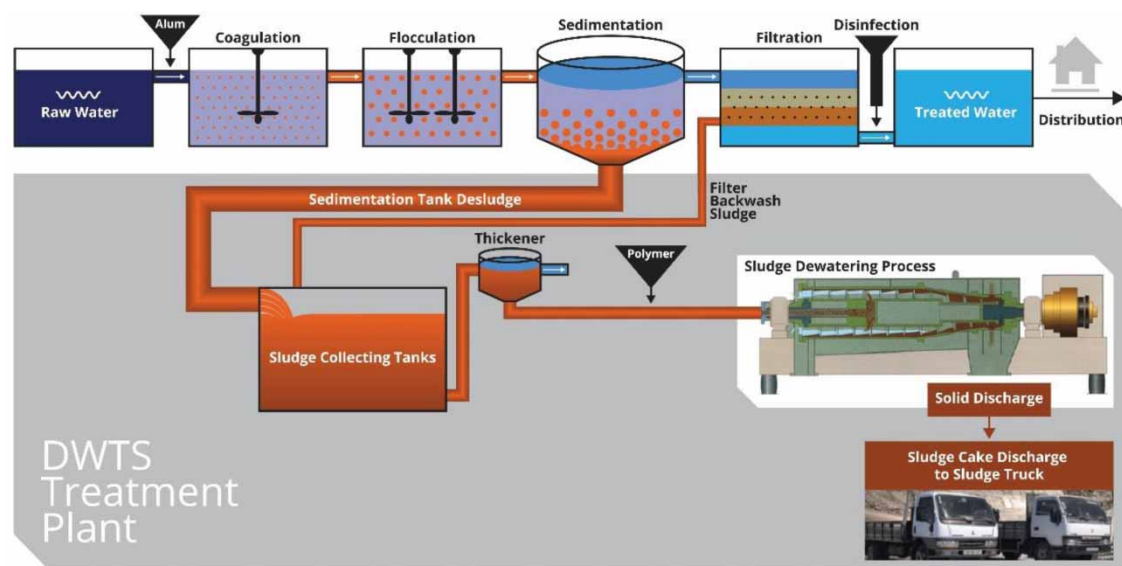 Alum
Coagulation
Flocculation
Sedimentation
Filtration
Disinfection
Raw Water
Treated Water
Distribution
Sedimentation Tank Desludge
Filter
Backwash
Sludge
Thickener
Polymer
Sludge Dewatering Process
Sludge Collecting Tanks
Solid Discharge
Sludge Cake Discharge
to Sludge Truck
DWTS
Treatment
Plant